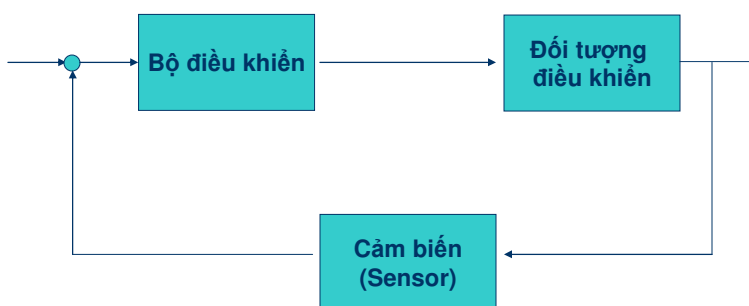 Bộ điều khiển
Đối tượng
điều khiển
Cảm biến
(Sensor)